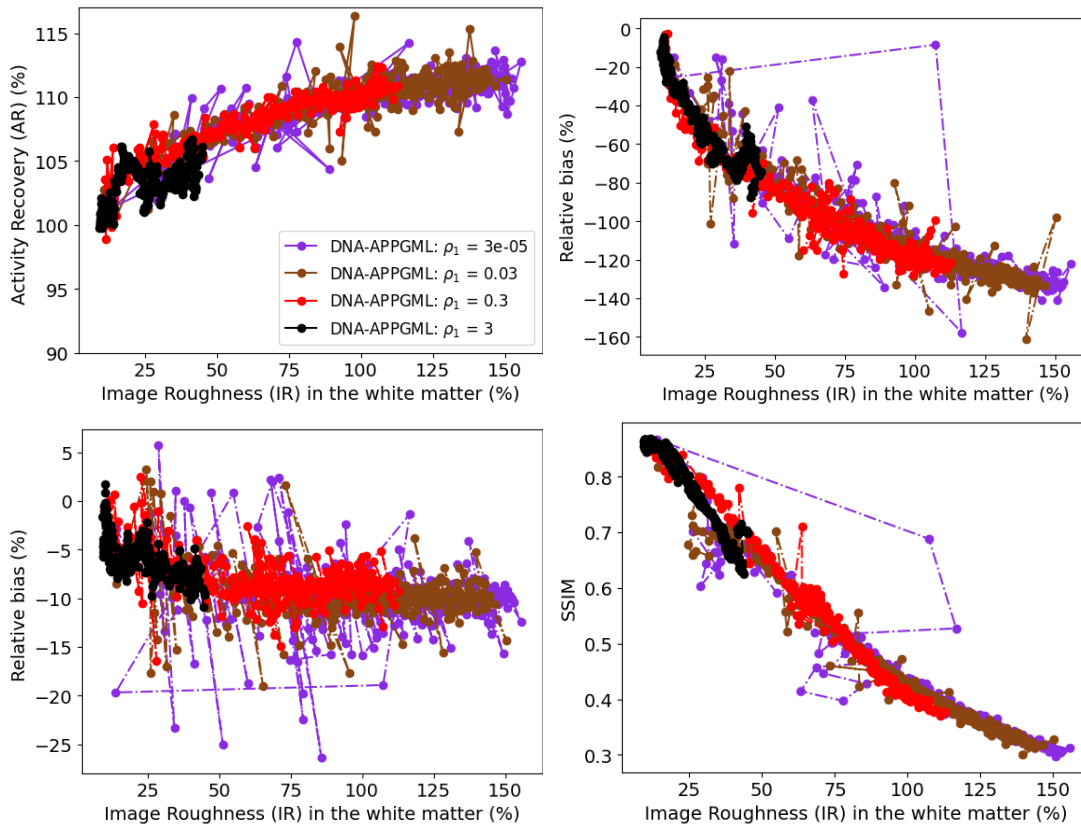 115
110
105
100
95
90
Activity Recovery (AR) (%)
DNA-APPGML: ρ₁ = 3e-05
DNA-APPGML: ρ₁ = 0.03
DNA-APPGML: ρ₁ = 0.3
DNA-APPGML: ρ₁ = 3
25 50 75 100 125 150
Image Roughness (IR) in the white matter (%)
0
−20
−40
−60
−80
−100
−120
−140
−160
Relative bias (%)
25 50 75 100 125 150
Image Roughness (IR) in the white matter (%)
5
0
−5
−10
−15
−20
−25
Relative bias (%)
25 50 75 100 125 150
Image Roughness (IR) in the white matter (%)
0.8
0.7
0.6
0.5
0.4
0.3
SSIM
25 50 75 100 125 150
Image Roughness (IR) in the white matter (%)